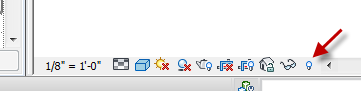 1/8" = 1'-0"